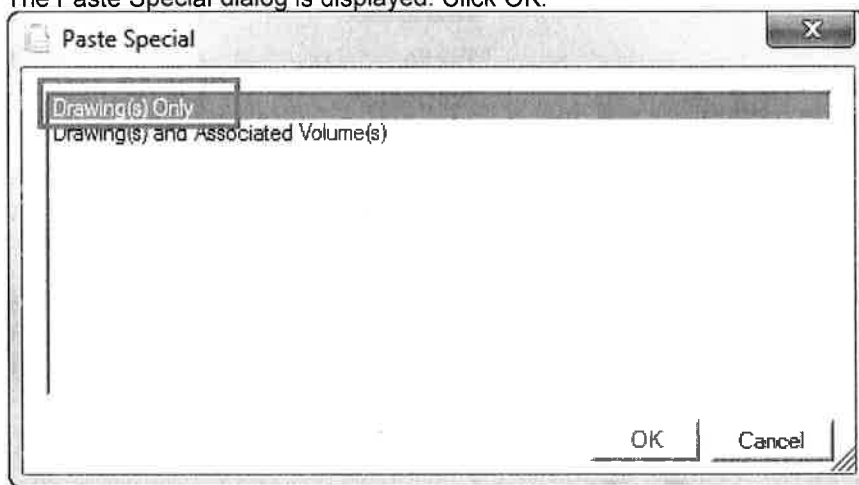 The Paste Special dialog is displayed. Click OK.
Paste Special
Drawing(s) Only
Drawing(s) and Associated Volume(s)
OK Cancel